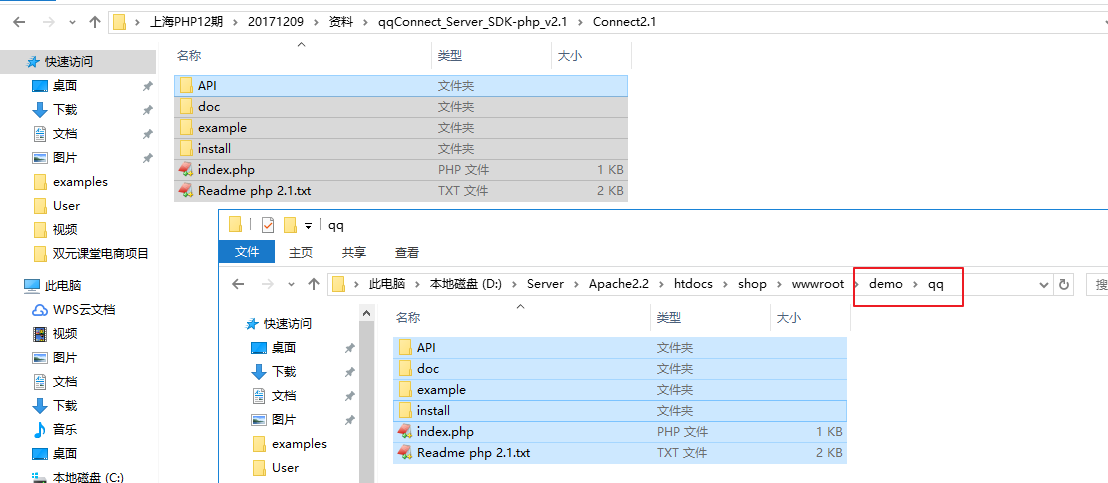 上海PHP12期 › 20171209 › 资料 › qqConnect_Server_SDK-php_v2.1 › Connect2.1
名称 类型 大小
快速访问
桌面
下载
文档
图片
examples
User
视频
双元课堂电商项目
此电脑
WPS云文档
视频
图片
文档
下载
音乐
桌面
本地磁盘 (C:)
API 文件夹
doc 文件夹
example 文件夹
install 文件夹
index.php PHP 文件 1 KB
Readme php 2.1.txt TXT 文件 2 KB
qq
文件 主页 共享 查看
此电脑 › 本地磁盘 (D:) › Server › Apache2.2 › htdocs › shop › wwwroot › demo › qq
搜
名称 类型 大小
快速访问
桌面
下载
文档
图片
examples
User
API 文件夹
doc 文件夹
example 文件夹
install 文件夹
index.php PHP 文件 1 KB
Readme php 2.1.txt TXT 文件 2 KB